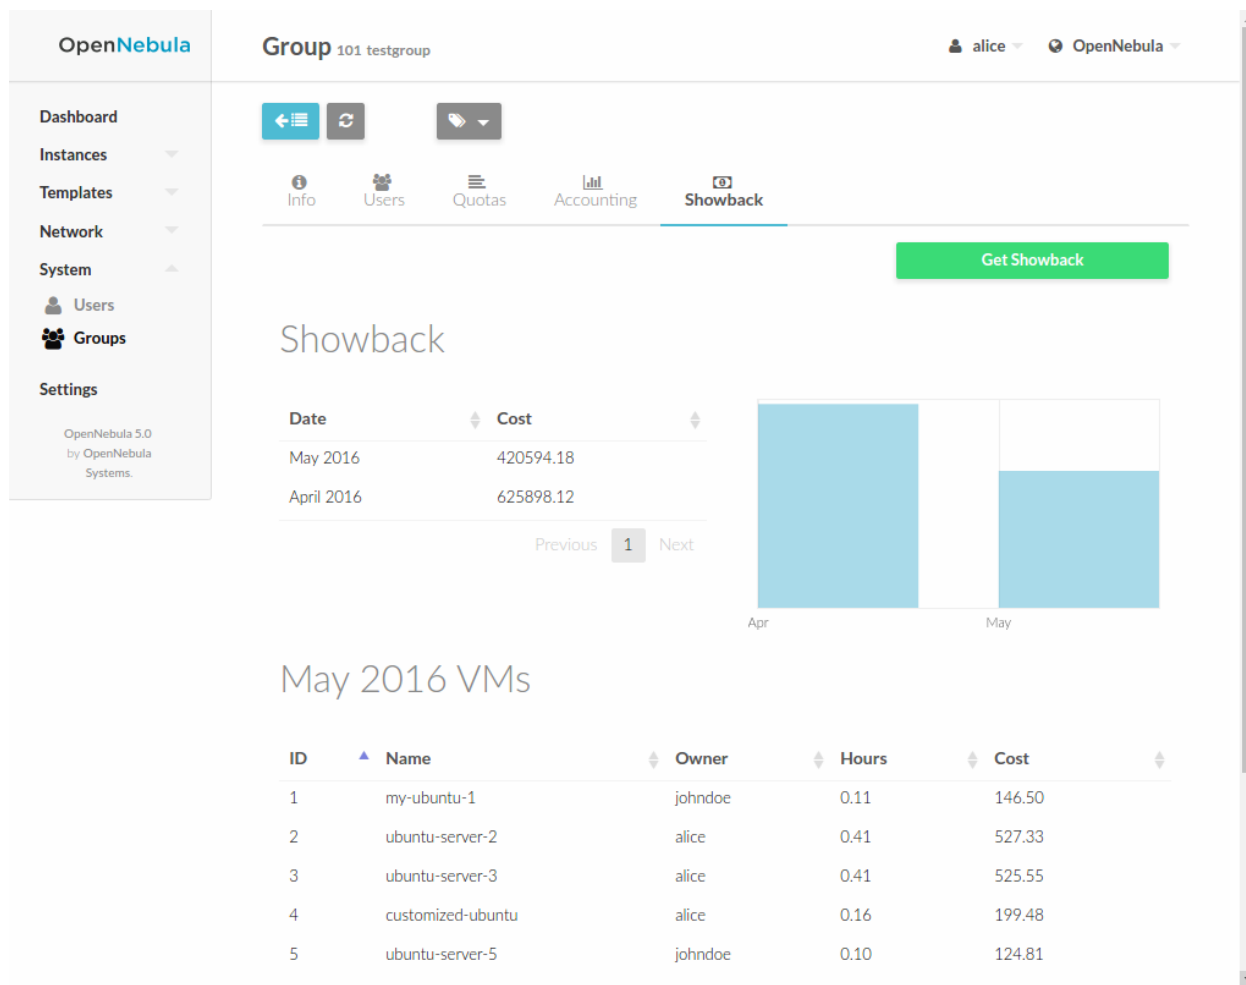 OpenNebula
Group 101 testgroup
alice
OpenNebula
Dashboard
Instances
Templates
Network
System
Users
Groups
Settings
OpenNebula 5.0
by OpenNebula
Systems.
Info
Users
Quotas
Accounting
Showback
Get Showback
Showback
Date Cost
May 2016 420594.18
April 2016 625898.12
Previous 1 Next
Apr May
May 2016 VMs
ID Name Owner Hours Cost
1 my-ubuntu-1 johndoe 0.11 146.50
2 ubuntu-server-2 alice 0.41 527.33
3 ubuntu-server-3 alice 0.41 525.55
4 customized-ubuntu alice 0.16 199.48
5 ubuntu-server-5 johndoe 0.10 124.81